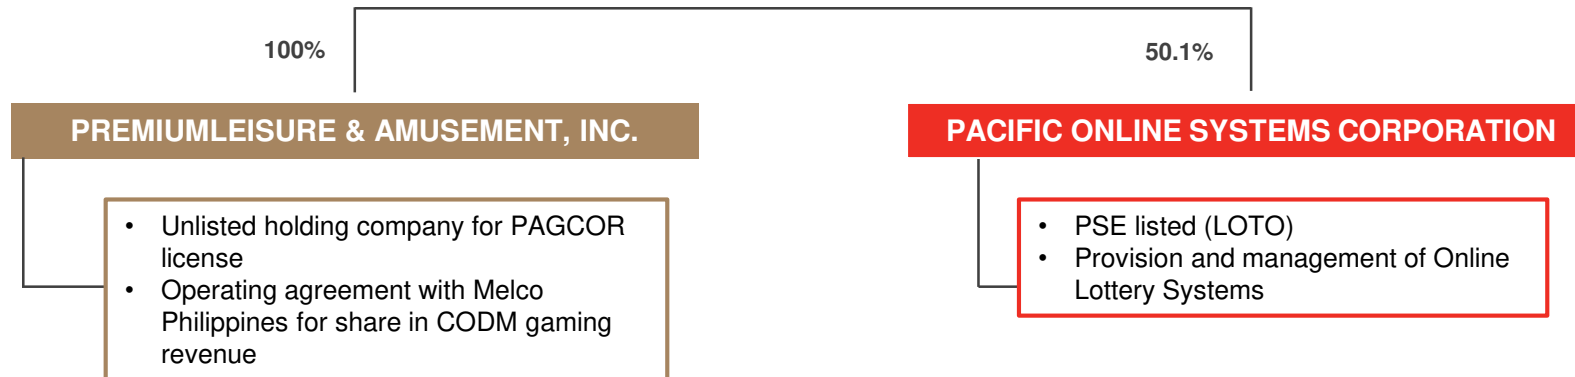 100%
50.1%
PREMIUMLEISURE & AMUSEMENT, INC.
PACIFIC ONLINE SYSTEMS CORPORATION
• Unlisted holding company for PAGCOR
license
• Operating agreement with Melco
Philippines for share in CODM gaming
revenue
• PSE listed (LOTO)
• Provision and management of Online
Lottery Systems